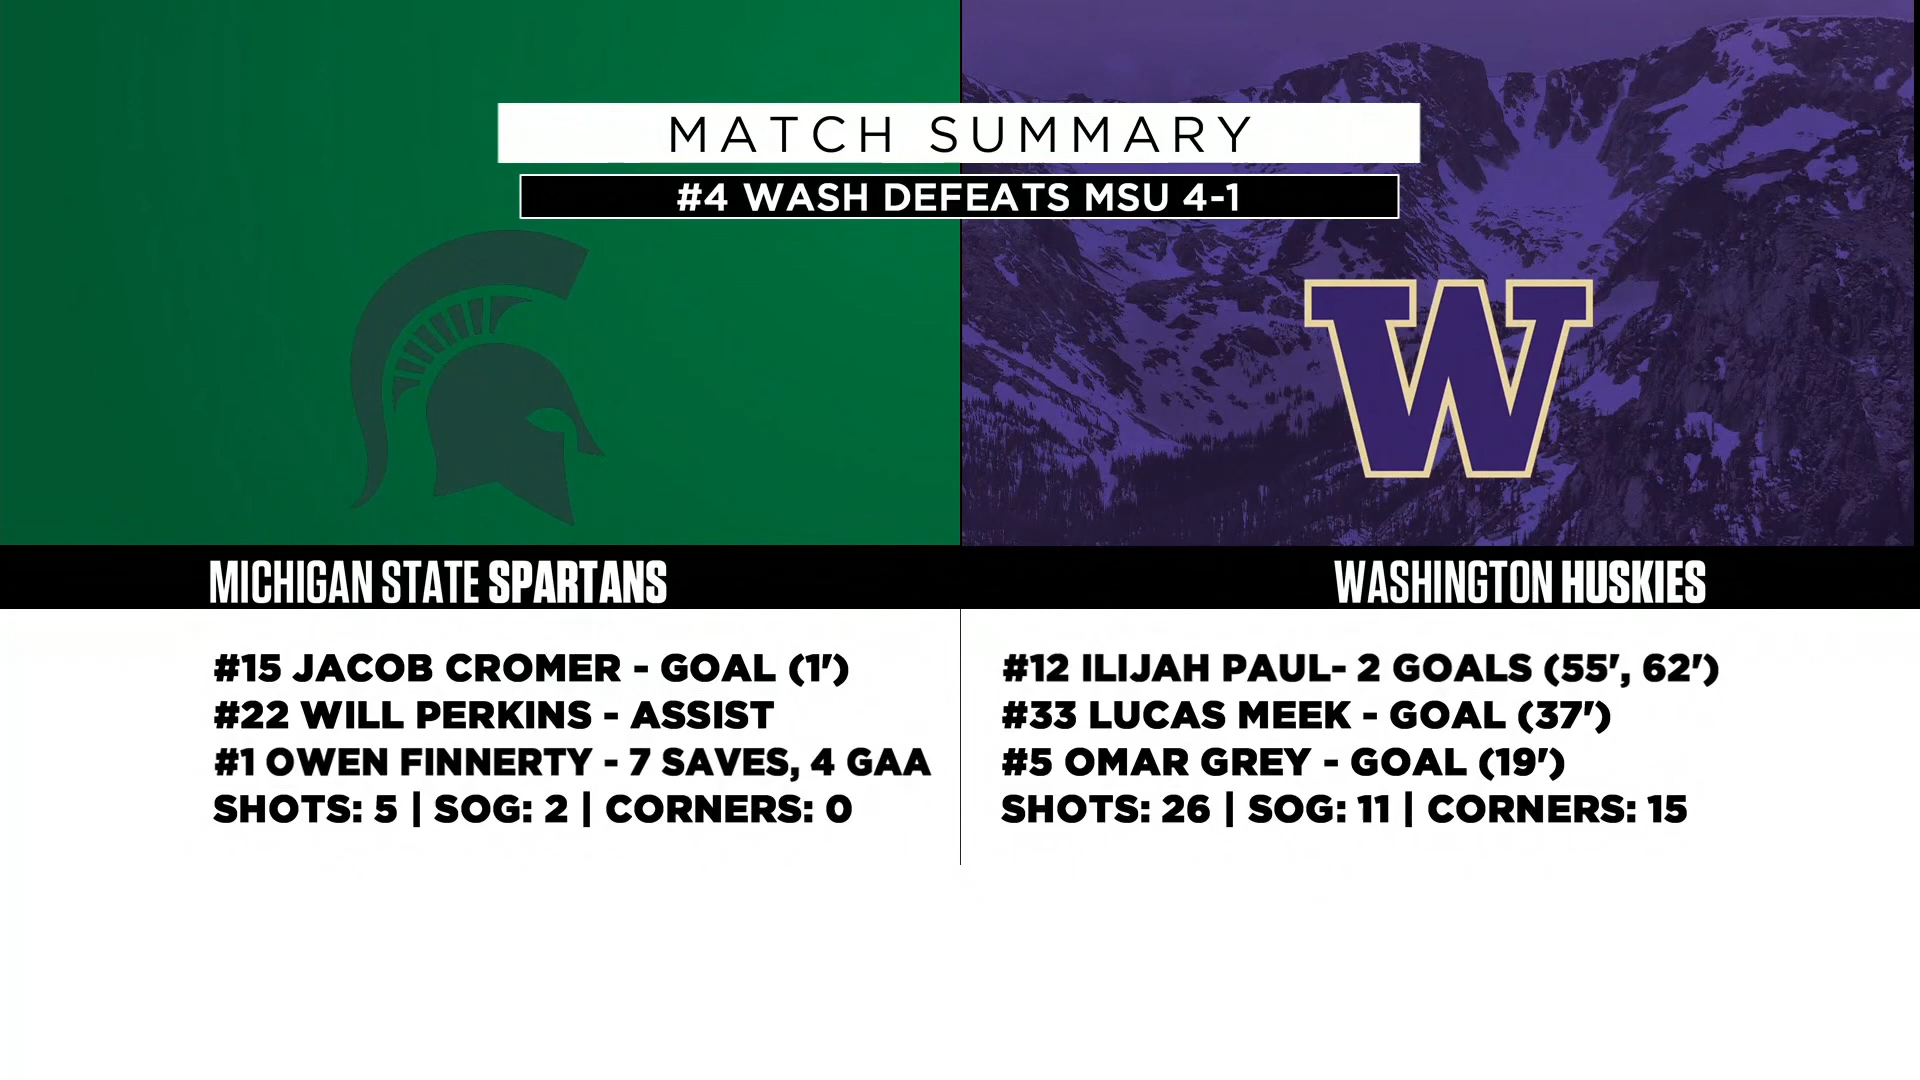 MATCH SUMMARY
#4 WASH DEFEATS MSU 4-1
W
MICHIGAN STATE SPARTANS
#15 JACOB CROMER - GOAL (1')
#22 WILL PERKINS - ASSIST
#1 OWEN FINNERTY - 7 SAVES, 4 GAA
SHOTS: 5 | SOG: 2 | CORNERS: 0
WASHINGTON HUSKIES
#12 ILIJAH PAUL- 2 GOALS (55', 62')
#33 LUCAS MEEK - GOAL (37')
#5 OMAR GREY - GOAL (19')
SHOTS: 26 | SOG: 11 | CORNERS: 15